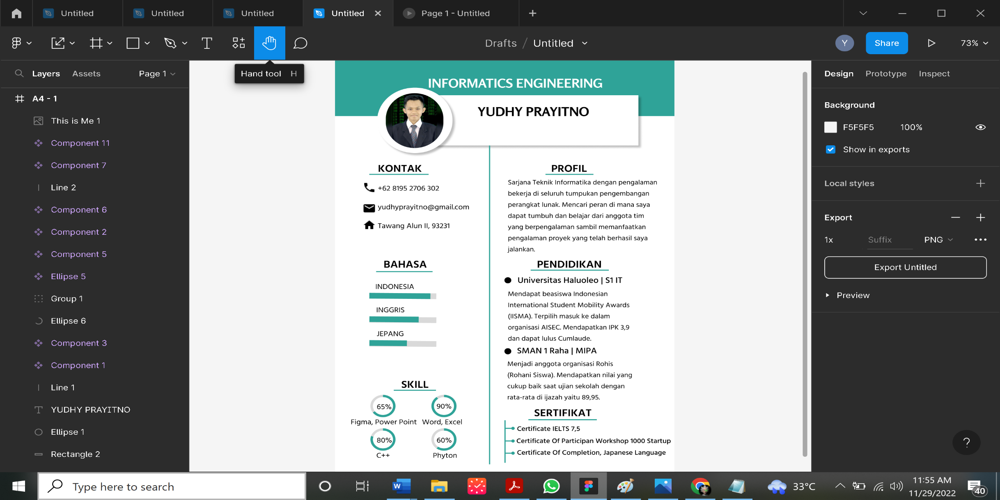 Untitled
Untitled
Untitled
Untitled
Page 1 - Untitled
Drafts / Untitled
Y
Share
73%
Layers
Assets
Page 1
Hand tool H
Design
Prototype
Inspect
A4 - 1
This is Me 1
Component 11
Component 7
Line 2
Component 6
Component 2
Component 5
Ellipse 5
Group 1
Ellipse 6
Component 3
Component 1
Line 1
YUDHY PRAYITNO
Ellipse 1
Rectangle 2
INFORMATICS ENGINEERING
YUDHY PRAYITNO
KONTAK
+62 8195 2706 302
yudhyprayitno@gmail.com
Tawang Alun II, 93231
BAHASA
INDONESIA
INGGRIS
JEPANG
SKILL
65%
90%
Figma, Power Point
Word, Excel
80%
60%
C++
Phyton
PROFIL
Sarjana Teknik Informatika dengan pengalaman
bekerja di seluruh tumpukan pengembangan
perangkat lunak. Mencari peran di mana saya
dapat tumbuh dan belajar dari anggota tim
yang berpengalaman sambil memanfaatkan
pengalaman proyek yang telah berhasil saya
jalankan.
PENDIDIKAN
Universitas Haluoleo | S1 IT
Mendapat beasiswa Indonesian
International Student Mobility Awards
(IISMA). Terpilih masuk ke dalam
organisasi AISEC. Mendapatkan IPK 3,9
dan dapat lulus Cumlaude.
SMAN 1 Raha | MIPA
Menjadi anggota organisasi Rohis
(Rohani Siswa). Mendapatkan nilai yang
cukup baik saat ujian sekolah dengan
rata-rata di ijazah yaitu 89,95.
SERTIFIKAT
Certificate IELTS 7,5
Certificate Of Participan Workshop 1000 Startup
Certificate Of Completion, Japanese Language
Background
F5F5F5
100%
Show in exports
Local styles
Export
1x
Suffix
PNG
Export Untitled
Preview
?
Type here to search
W
33°C
11:55 AM
11/29/2022
40